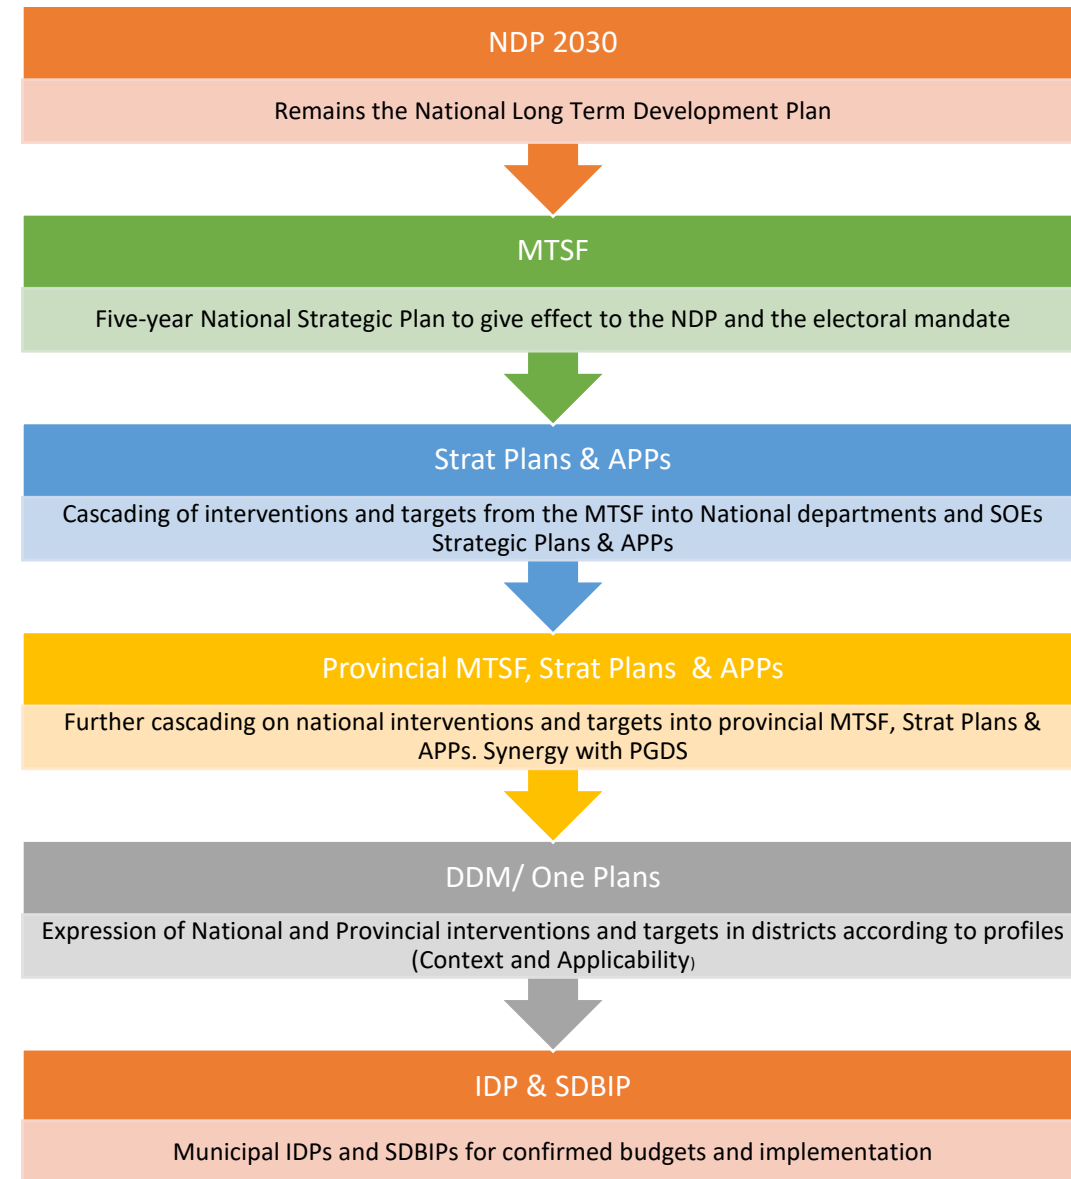 NDP 2030
Remains the National Long Term Development Plan
MTSF
Five-year National Strategic Plan to give effect to the NDP and the electoral mandate
Strat Plans & APPs
Cascading of interventions and targets from the MTSF into National departments and SOEs
Strategic Plans & APPs
Provincial MTSF, Strat Plans & APPs
Further cascading on national interventions and targets into provincial MTSF, Strat Plans &
APPs. Synergy with PGDS
DDM/ One Plans
Expression of National and Provincial interventions and targets in districts according to profiles
(Context and Applicability)
IDP & SDBIP
Municipal IDPs and SDBIPs for confirmed budgets and implementation